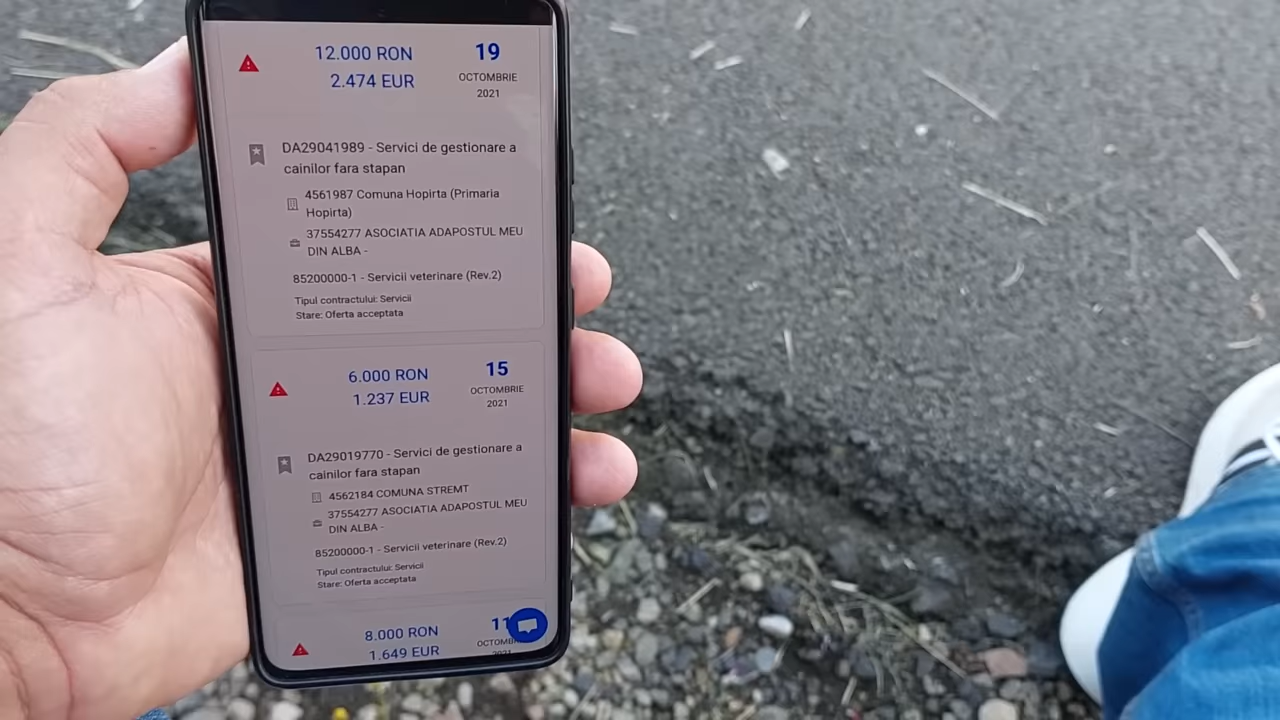 12.000 RON
2.474 EUR
19
OCTOMBRIE
2021
DA29041989 - Servici de gestionare a
cainilor fara stapan
4561987 Comuna Hopirta (Primaria
Hopirta)
37554277 ASOCIATIA ADAPOSTUL MEU
DIN ALBA -
85200000-1 - Servicii veterinare (Rev.2)
Tipul contractului: Servicii
Stare: Oferta acceptata
6.000 RON
1.237 EUR
15
OCTOMBRIE
2021
DA29019770 - Servici de gestionare a
cainilor fara stapan
4562184 COMUNA STREMT
37554277 ASOCIATIA ADAPOSTUL MEU
DIN ALBA -
85200000-1 - Servicii veterinare (Rev.2)
Tipul contractului: Servicii
Stare: Oferta acceptata
8.000 RON
1.649 EUR
11
2021